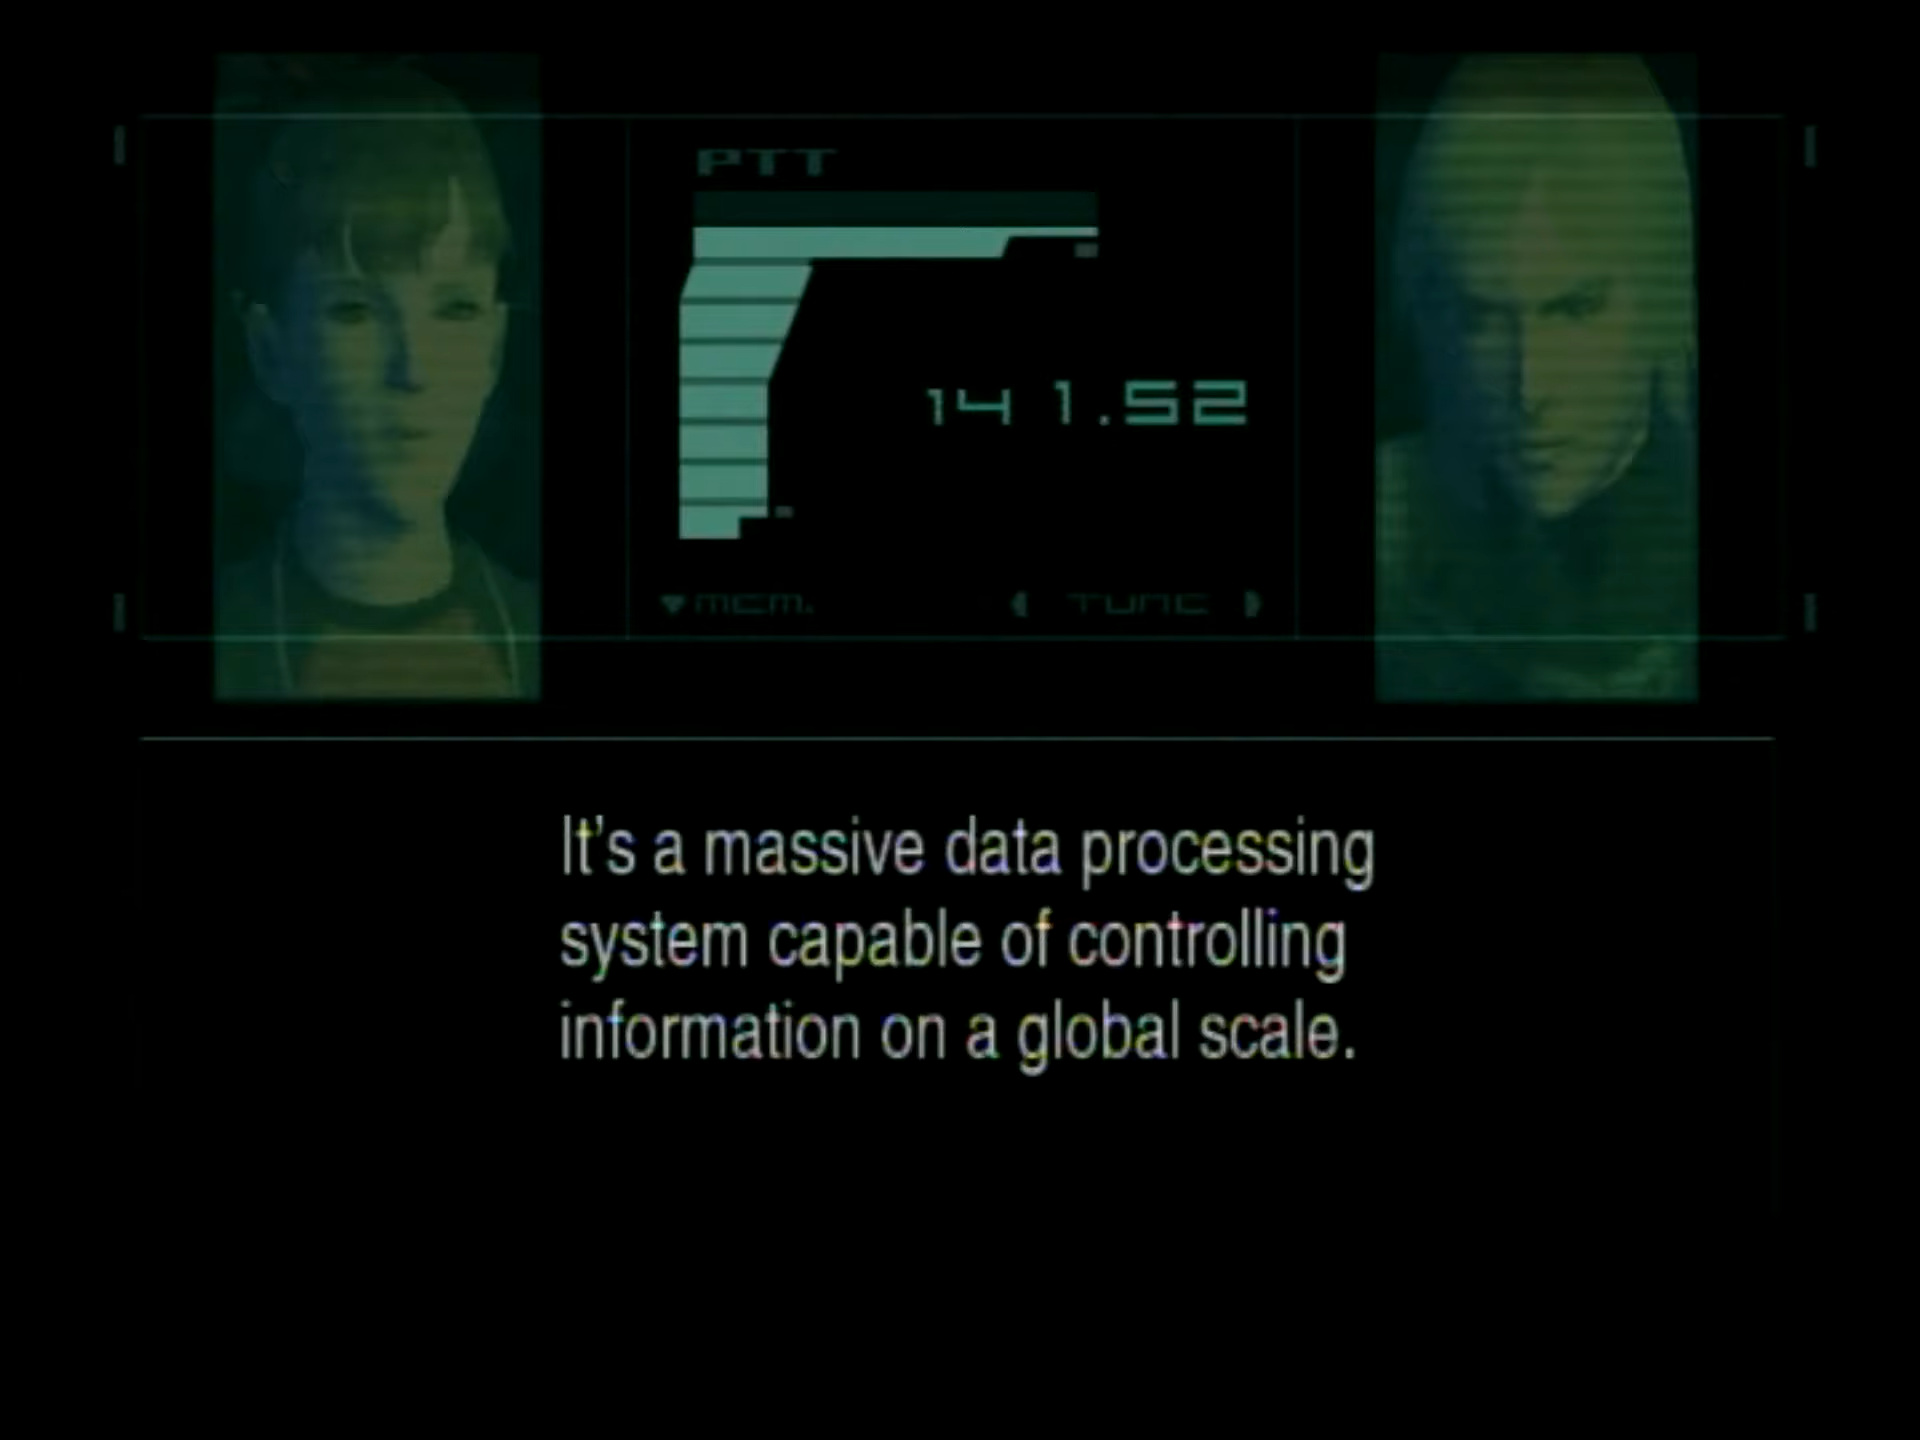 PTT
141.52
MEM.
TUNE
It's a massive data processing
system capable of controlling
information on a global scale.